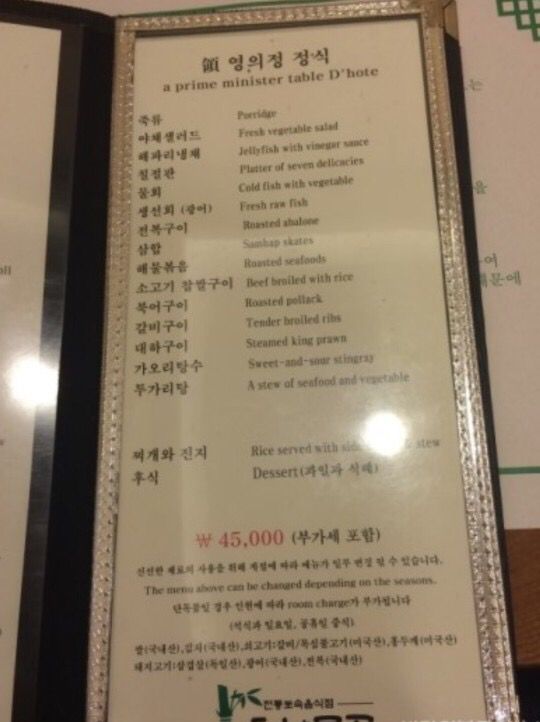 領 영의정 정식
a prime minister table D'hote
죽류 Porridge
야채샐러드 Fresh vegetable salad
해파리냉채 Jellyfish with vinegar sauce
칠절판 Platter of seven delicacies
물회 Cold fish with vegetable
생선회 (광어) Fresh raw fish
전복구이 Roasted abalone
삼합 Samhap skates
해물볶음 Roasted seafoods
소고기 찹쌀구이 Beef broiled with rice
북어구이 Roasted pollack
갈비구이 Tender broiled ribs
대하구이 Steamed king prawn
가오리탕수 Sweet-and-sour stingray
뚜가리탕 A stew of seafood and vegetable
찌개와 진지 Rice served with side & stew
후식 Dessert(과일과 식혜)
₩ 45,000 (부가세 포함)
신선한 재료의 사용을 위해 계절에 따라 메뉴가 일부 변경 될 수 있습니다.
The menu above can be changed depending on the seasons.
단독룸일 경우 인원에 따라 room charge가 부가됩니다
(석식과 일요일, 공휴일 중식)
쌀(국내산),김치(국내산),쇠고기:갈비/뚝섬불고기(미국산),홍두깨(미국산)
돼지고기:삼겹살(독일산),광어(국내산),전복(국내산)
전통토속음식점